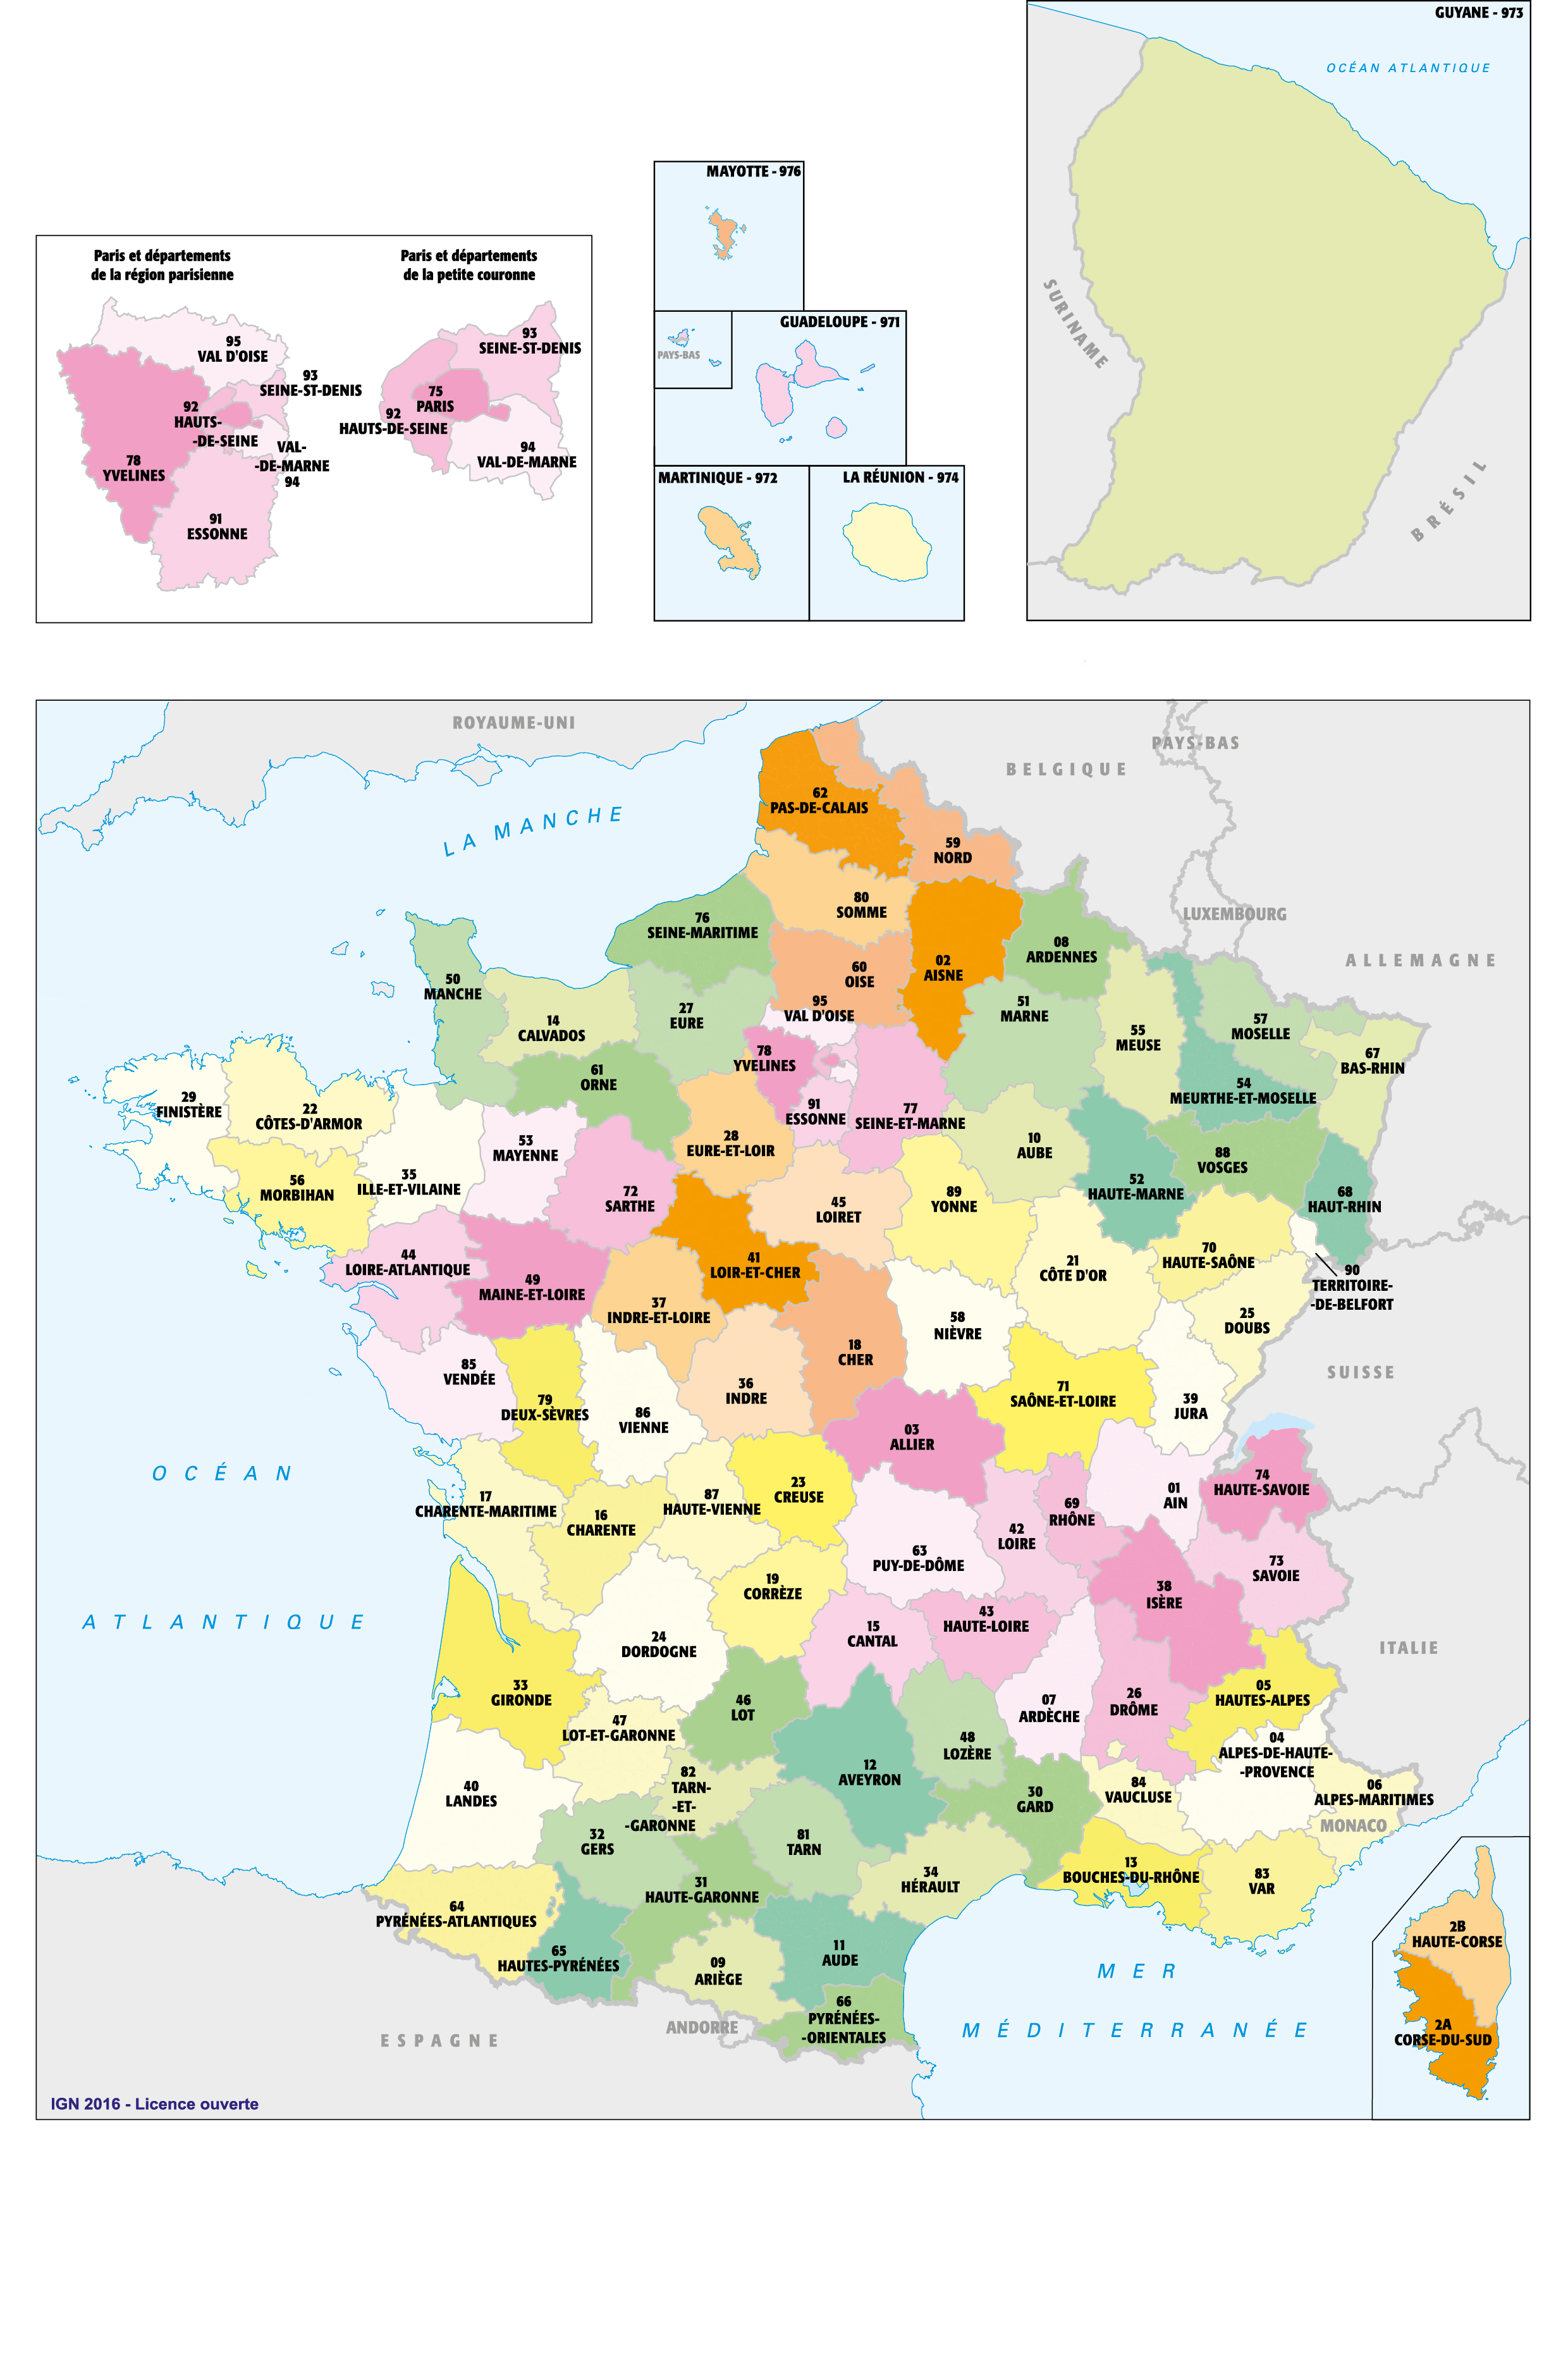 GUYANE - 973
OCÉAN ATLANTIQUE
SURINAME
BRÉSIL
MAYOTTE - 976
GUADELOUPE - 971
PAYS-BAS
MARTINIQUE - 972
LA RÉUNION - 974
Paris et départements
de la région parisienne
95
VAL D'OISE
93
SEINE-ST-DENIS
92
HAUTS-
-DE-SEINE
VAL-
-DE-MARNE
94
78
YVELINES
91
ESSONNE
Paris et départements
de la petite couronne
93
SEINE-ST-DENIS
75
PARIS
92
HAUTS-DE-SEINE
94
VAL-DE-MARNE
ROYAUME-UNI
PAYS-BAS
BELGIQUE
LA MANCHE
62
PAS-DE-CALAIS
59
NORD
80
SOMME
76
SEINE-MARITIME
LUXEMBOURG
ALLEMAGNE
08
ARDENNES
02
AISNE
60
OISE
50
MANCHE
27
EURE
14
CALVADOS
95
VAL D'OISE
51
MARNE
55
MEUSE
57
MOSELLE
67
BAS-RHIN
78
YVELINES
61
ORNE
54
MEURTHE-ET-MOSELLE
29
FINISTÈRE
22
CÔTES-D'ARMOR
91
ESSONNE
77
SEINE-ET-MARNE
53
MAYENNE
28
EURE-ET-LOIR
10
AUBE
88
VOSGES
52
HAUTE-MARNE
68
HAUT-RHIN
56
MORBIHAN
35
ILLE-ET-VILAINE
72
SARTHE
45
LOIRET
89
YONNE
44
LOIRE-ATLANTIQUE
49
MAINE-ET-LOIRE
41
LOIR-ET-CHER
21
CÔTE D'OR
70
HAUTE-SAÔNE
90
TERRITOIRE-
-DE-BELFORT
37
INDRE-ET-LOIRE
58
NIÈVRE
25
DOUBS
18
CHER
85
VENDÉE
36
INDRE
71
SAÔNE-ET-LOIRE
SUISSE
79
DEUX-SÈVRES
86
VIENNE
39
JURA
03
ALLIER
OCÉAN
ATLANTIQUE
74
HAUTE-SAVOIE
23
CREUSE
01
AIN
17
CHARENTE-MARITIME
87
HAUTE-VIENNE
69
RHÔNE
16
CHARENTE
42
LOIRE
63
PUY-DE-DÔME
73
SAVOIE
19
CORRÈZE
38
ISÈRE
43
HAUTE-LOIRE
15
CANTAL
24
DORDOGNE
ITALIE
33
GIRONDE
46
LOT
07
ARDÈCHE
26
DRÔME
05
HAUTES-ALPES
47
LOT-ET-GARONNE
48
LOZÈRE
04
ALPES-DE-HAUTE-
-PROVENCE
12
AVEYRON
82
TARN-
-ET-
-GARONNE
40
LANDES
30
GARD
84
VAUCLUSE
06
ALPES-MARITIMES
MONACO
32
GERS
81
TARN
34
HÉRAULT
13
BOUCHES-DU-RHÔNE
83
VAR
31
HAUTE-GARONNE
64
PYRÉNÉES-ATLANTIQUES
65
HAUTES-PYRÉNÉES
11
AUDE
09
ARIÈGE
66
PYRÉNÉES-
-ORIENTALES
ANDORRE
ESPAGNE
MER
MÉDITERRANÉE
2B
HAUTE-CORSE
2A
CORSE-DU-SUD
IGN 2016 - Licence ouverte